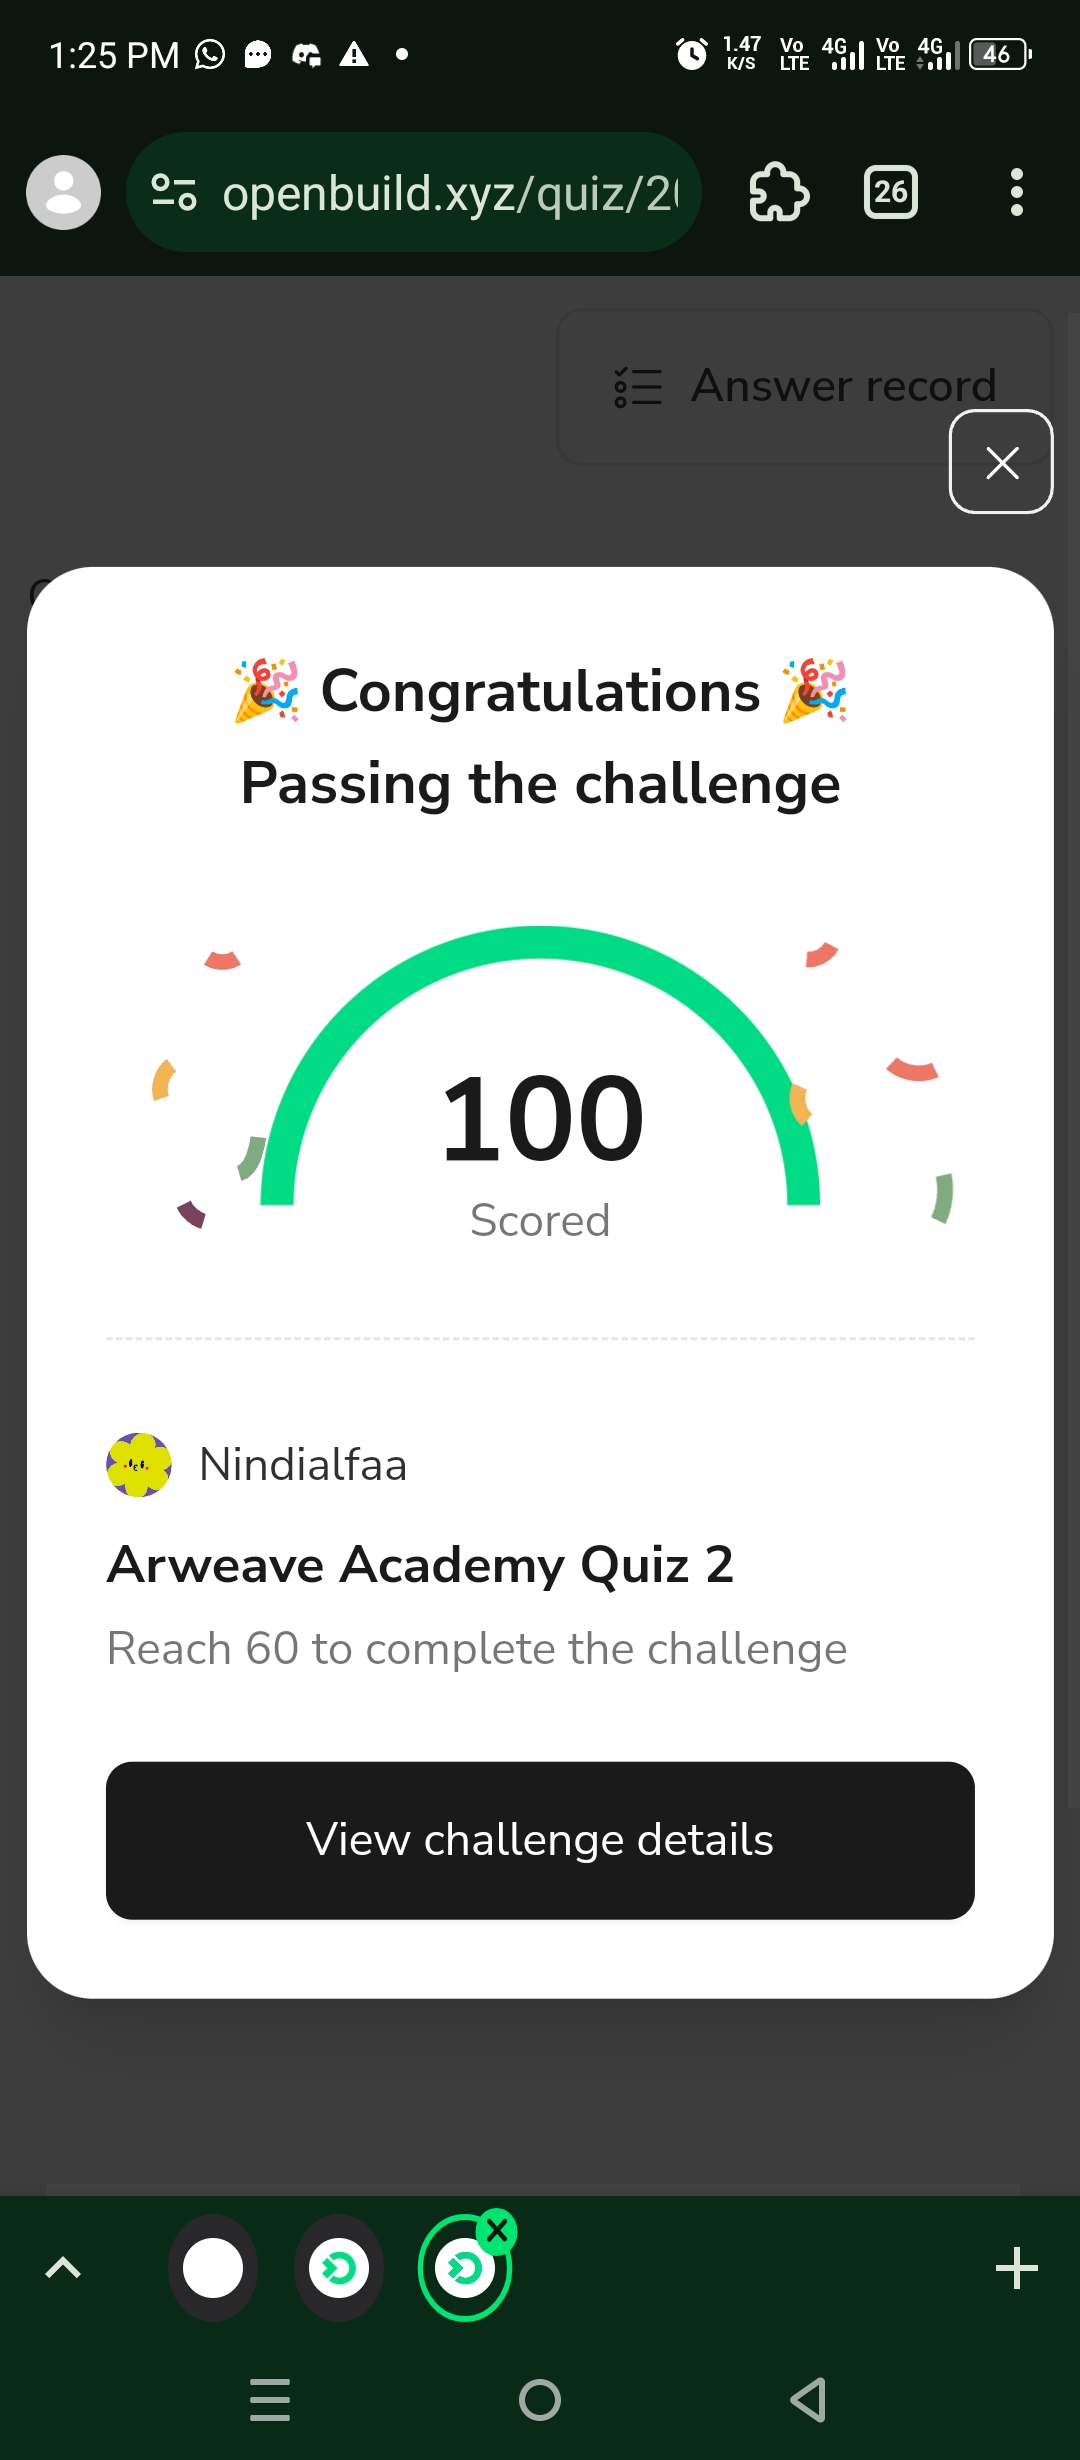 1:25 PM
1.47 K/S
Vo LTE 4G Vo LTE 4G 46
openbuild.xyz/quiz/2
26
Answer record
🎉 Congratulations 🎉
Passing the challenge
100
Scored
Nindialfaa
Arweave Academy Quiz 2
Reach 60 to complete the challenge
View challenge details